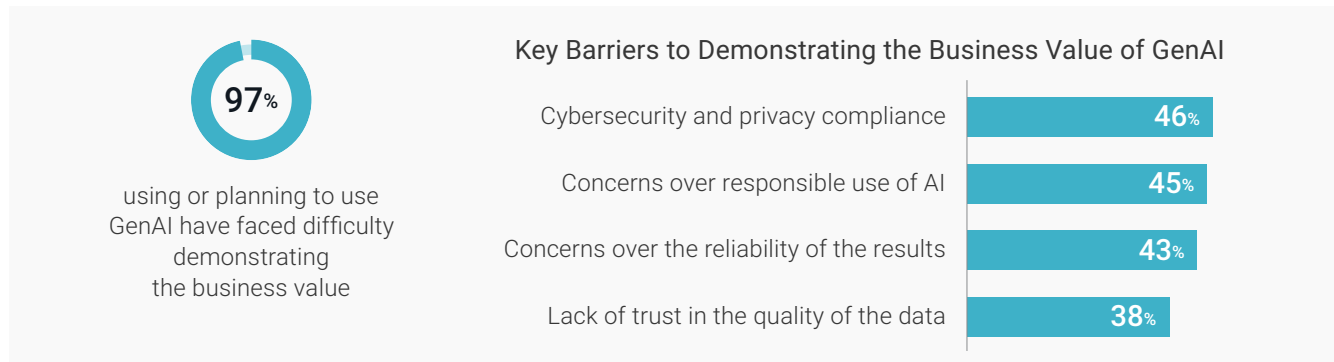 97%
using or planning to use
GenAI have faced difficulty
demonstrating
the business value
Key Barriers to Demonstrating the Business Value of GenAI
Cybersecurity and privacy compliance 46%
Concerns over responsible use of AI 45%
Concerns over the reliability of the results 43%
Lack of trust in the quality of the data 38%